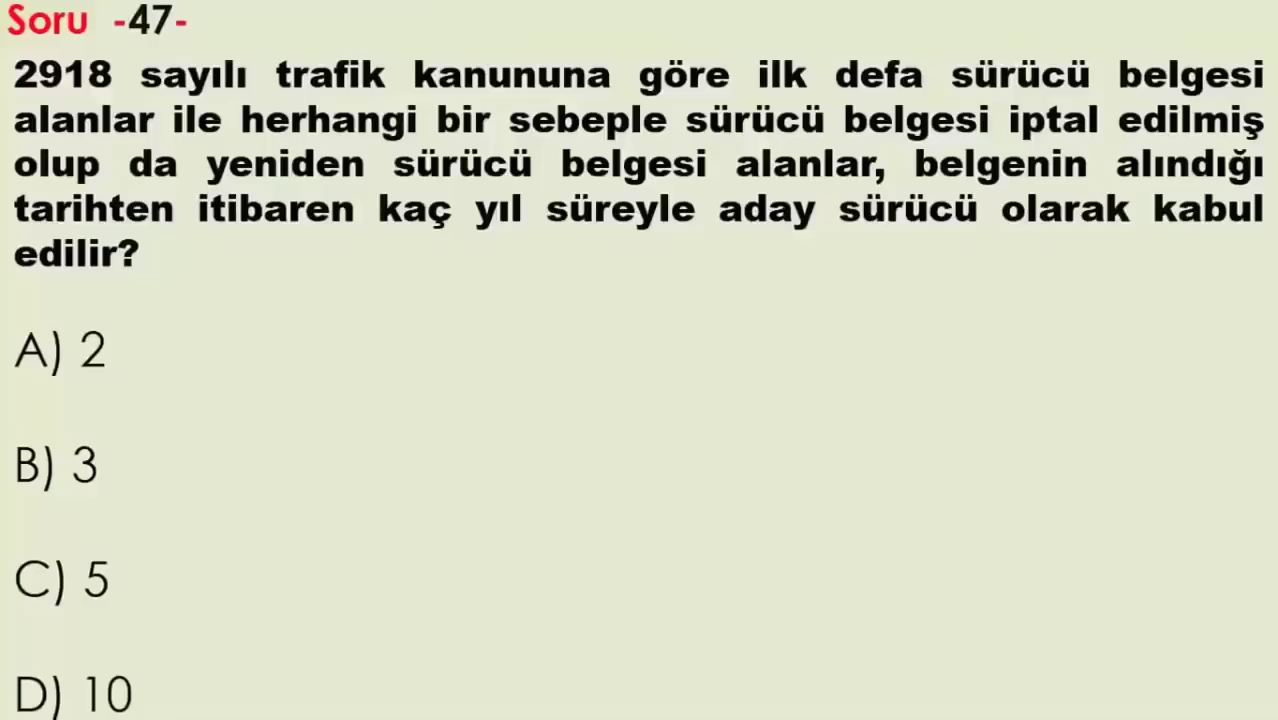 Soru -47-
2918 sayılı trafik kanununa göre ilk defa sürücü belgesi
alanlar ile herhangi bir sebeple sürücü belgesi iptal edilmiş
olup da yeniden sürücü belgesi alanlar, belgenin alındığı
tarihten itibaren kaç yıl süreyle aday sürücü olarak kabul
edilir?
A) 2
B) 3
C) 5
D) 10